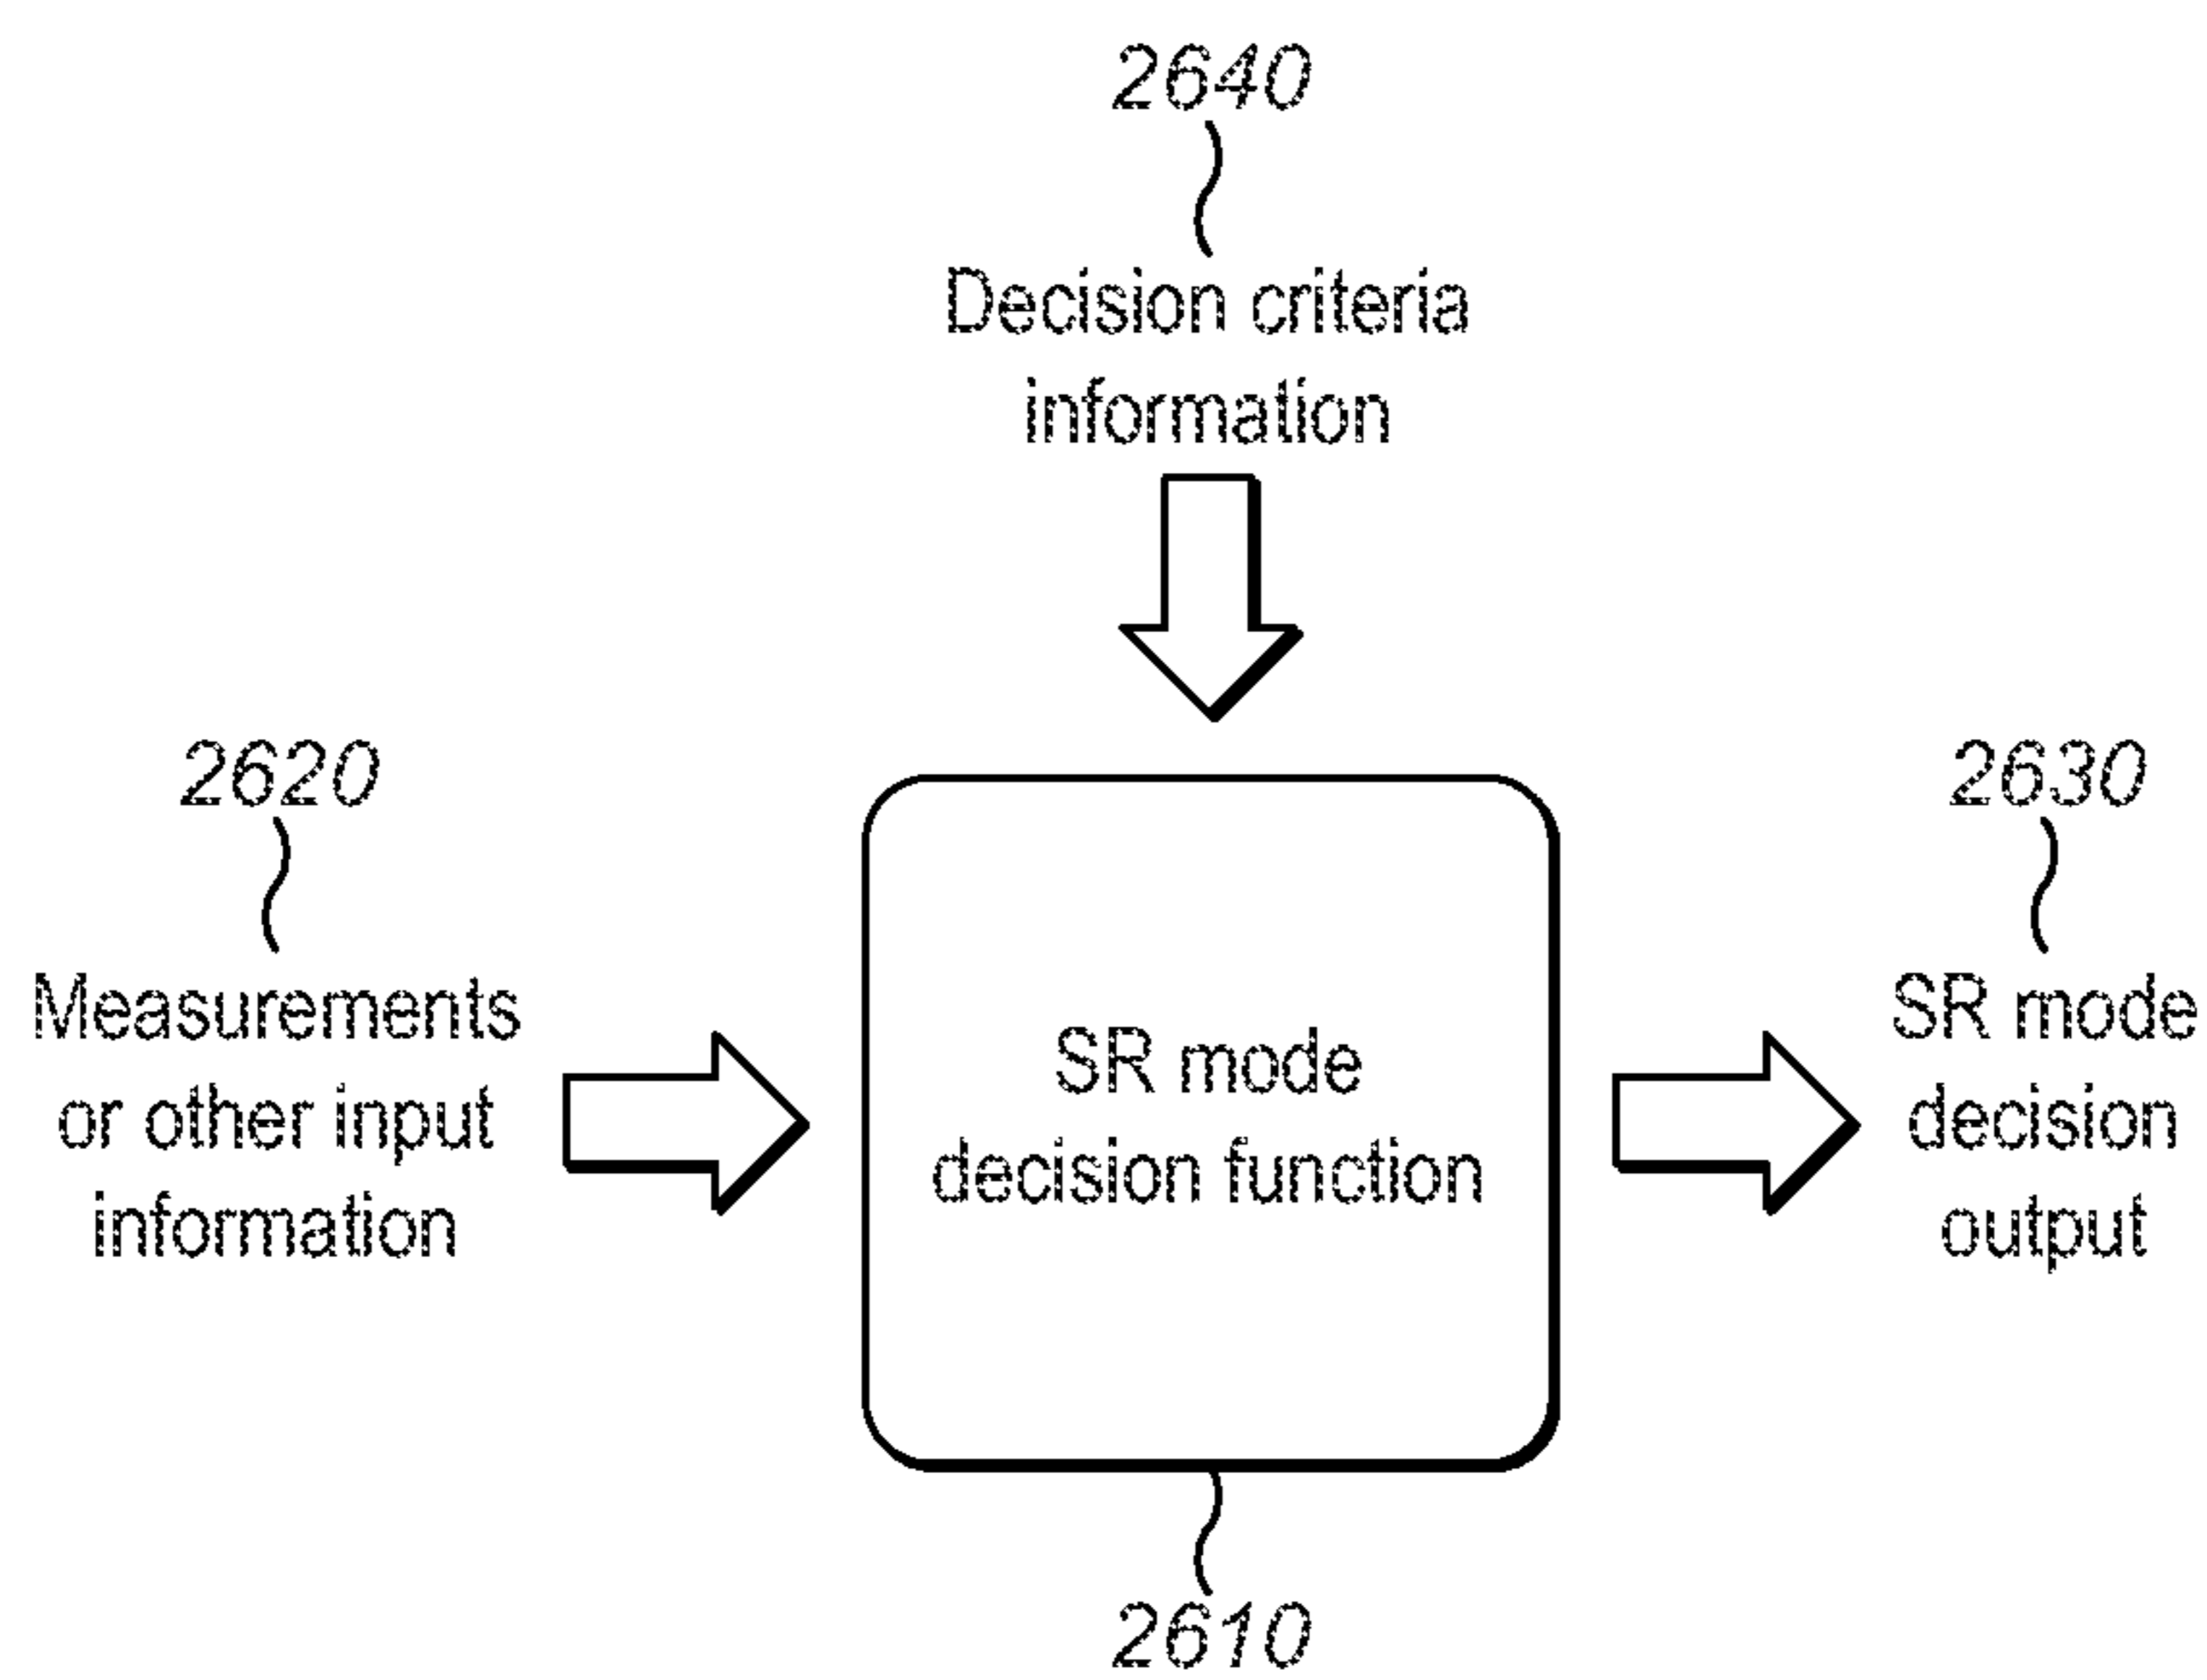 2640
Decision criteria
information
2620
Measurements
or other input
information
SR mode
decision function
2630
SR mode
decision
output
2610